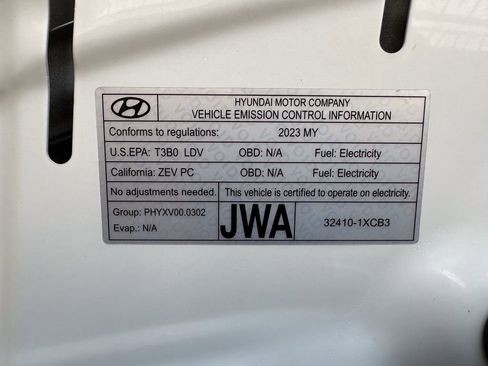 HYUNDAI MOTOR COMPANY
VEHICLE EMISSION CONTROL INFORMATION
Conforms to regulations: 2023 MY
U.S.EPA: T3B0 LDV OBD: N/A Fuel: Electricity
California: ZEV PC OBD: N/A Fuel: Electricity
No adjustments needed. This vehicle is certified to operate on electricity.
Group: PHYXV00.0302
Evap.: N/A
JWA
32410-1XCB3